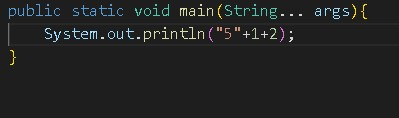 public static void main(String... args){
    System.out.println("5"+1+2);
}